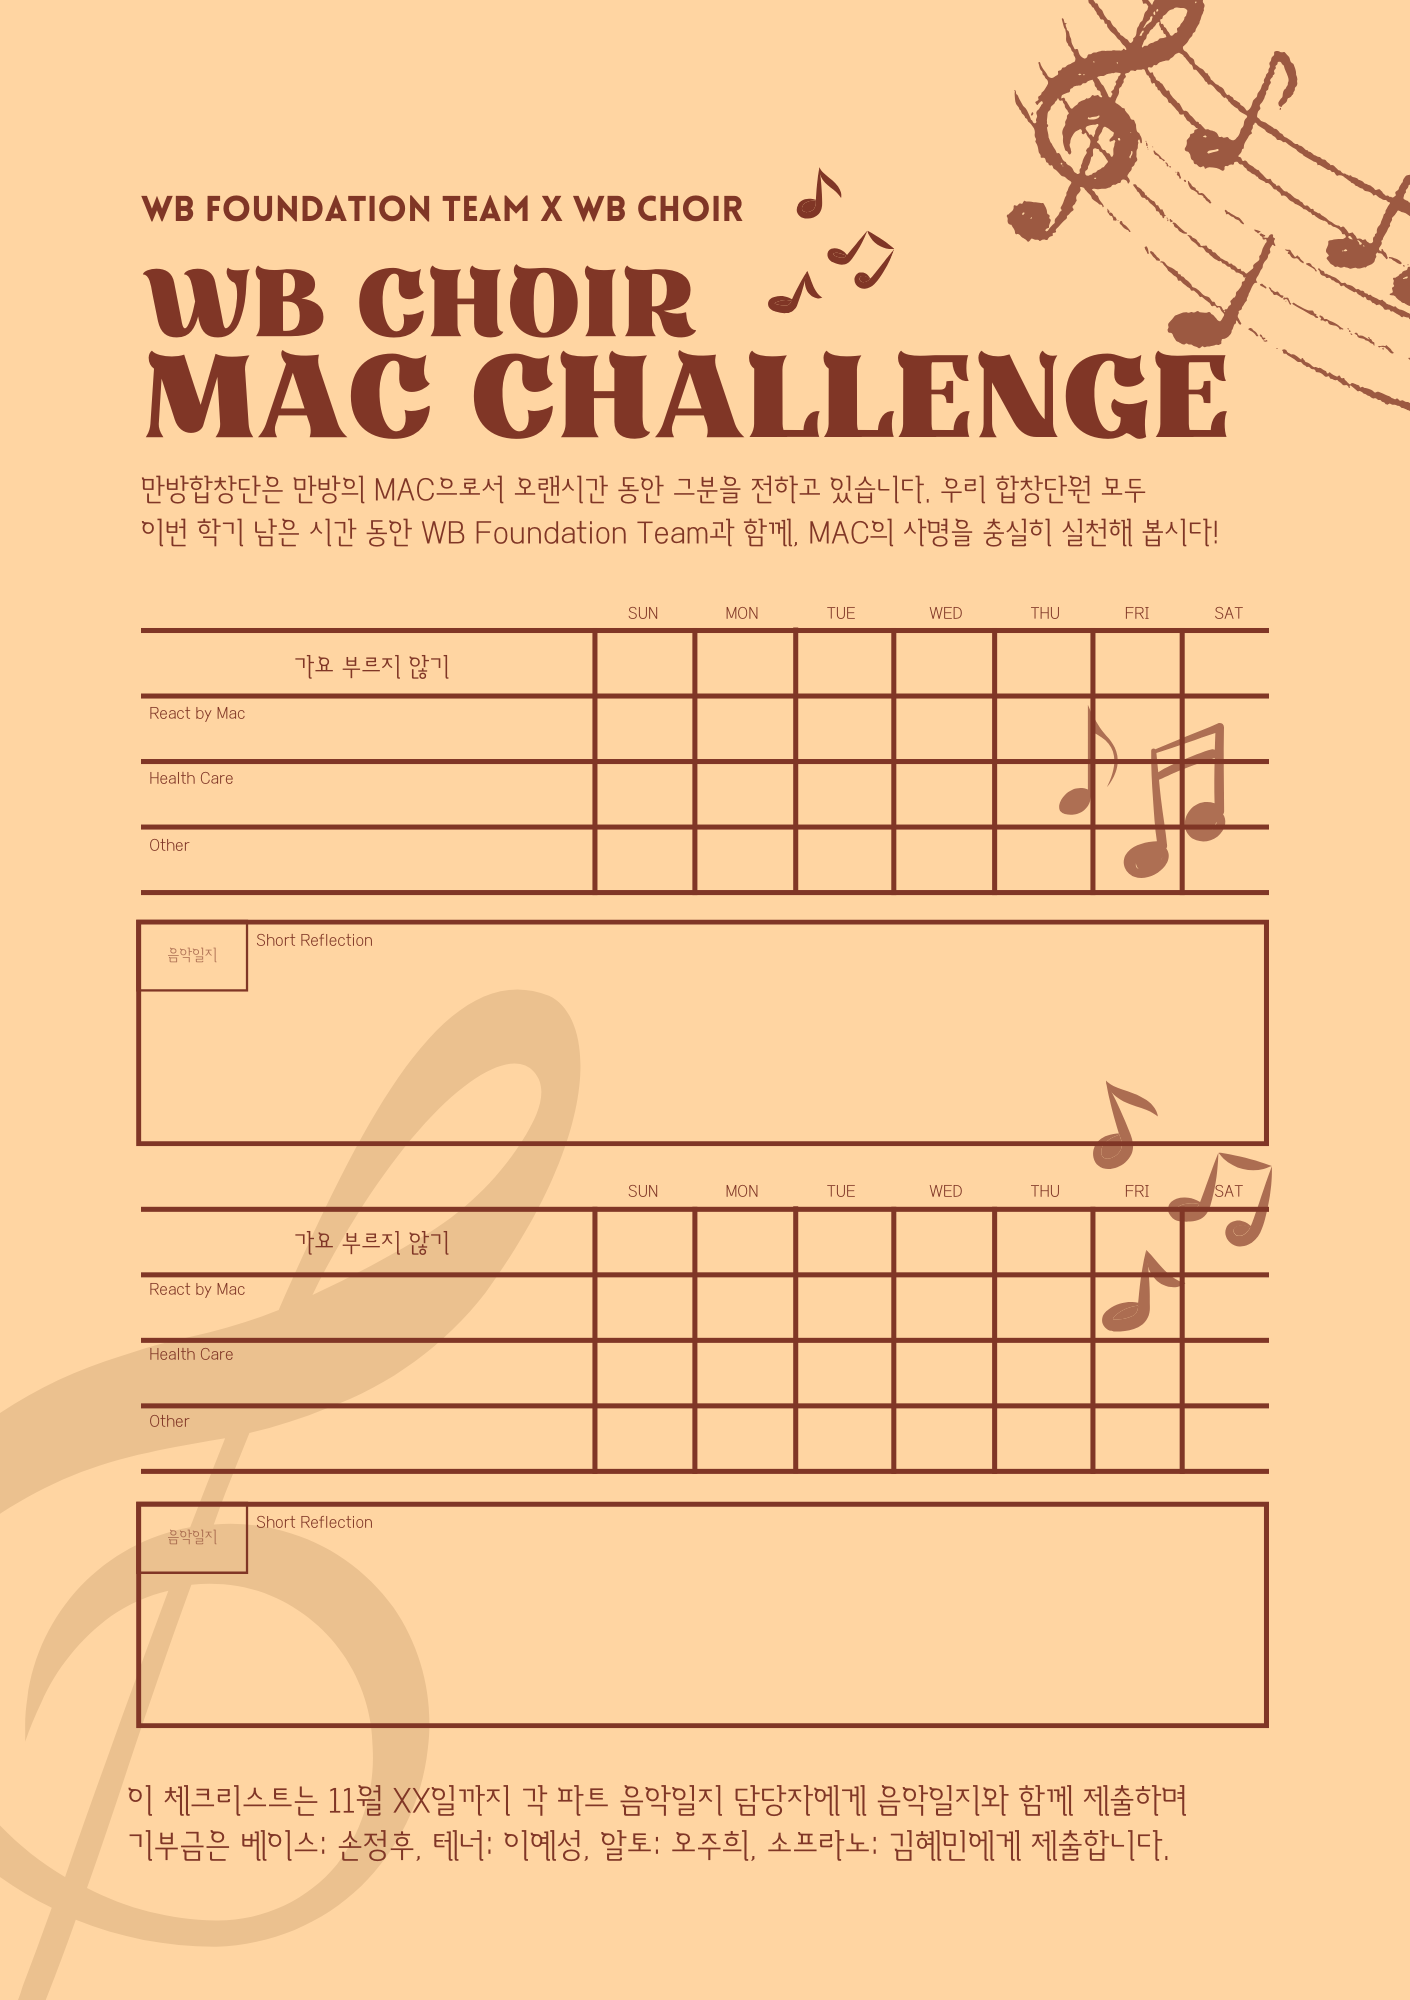 WB FOUNDATION TEAM X WB CHOIR
WB CHOIR
MAC CHALLENGE
만방합창단은 만방의 MAC으로서 오랜시간 동안 그분을 전하고 있습니다. 우리 합창단원 모두
이번 학기 남은 시간 동안 WB Foundation Team과 함께, MAC의 사명을 충실히 실천해 봅시다!
SUN MON TUE WED THU FRI SAT
가요 부르지 않기
React by Mac
Health Care
Other
음악일지 Short Reflection
SUN MON TUE WED THU FRI SAT
가요 부르지 않기
React by Mac
Health Care
Other
음악일지 Short Reflection
이 체크리스트는 11월 XX일까지 각 파트 음악일지 담당자에게 음악일지와 함께 제출하며
기부금은 베이스: 손정후, 테너: 이예성, 알토: 오주희, 소프라노: 김혜민에게 제출합니다.